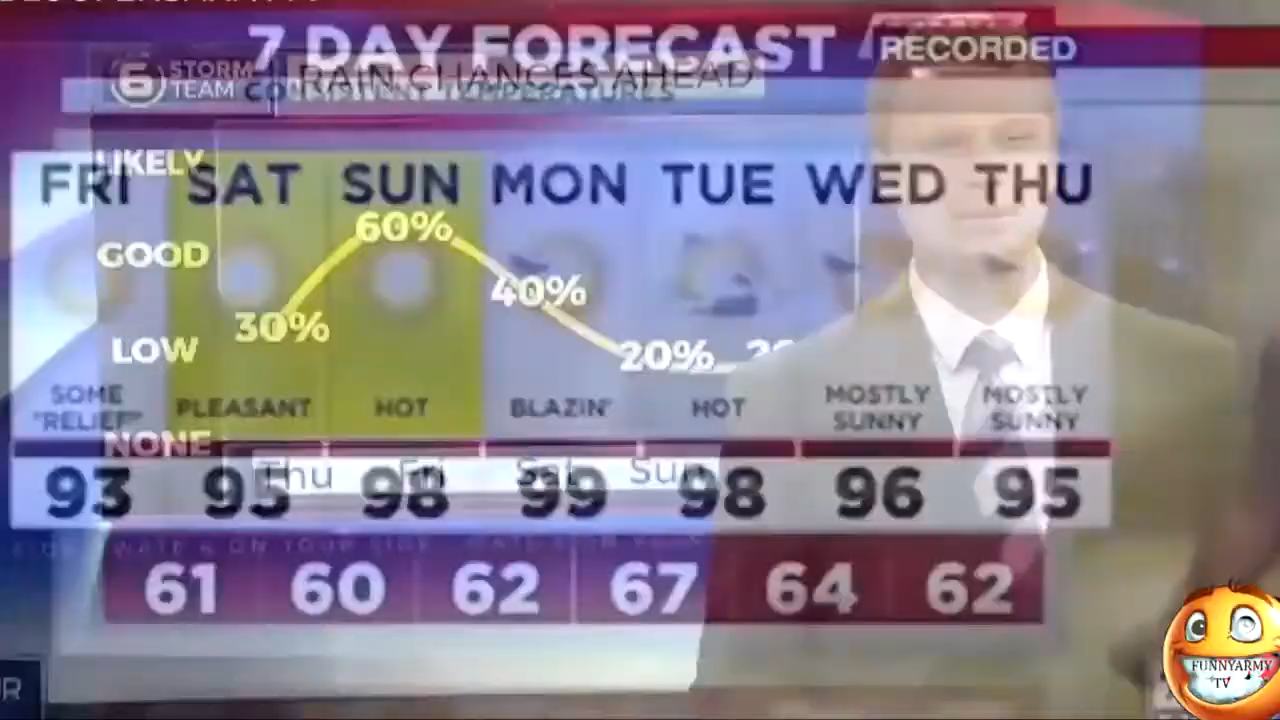 7 DAY FORECAST
RECORDED
6 STORM TEAM
RAIN CHANCES AHEAD
TEMPERATURES
FRI SAT SUN MON TUE WED THU
LIKELY
60%
GOOD
40%
30%
LOW
20%
SOME "RELIEF"
PLEASANT
HOT
BLAZIN'
HOT
MOSTLY SUNNY
MOSTLY SUNNY
NONE
Thu Fri Sat Sun
93 95 98 99 98 96 95
61 60 62 67 64 62
FUNNYARMY
TV